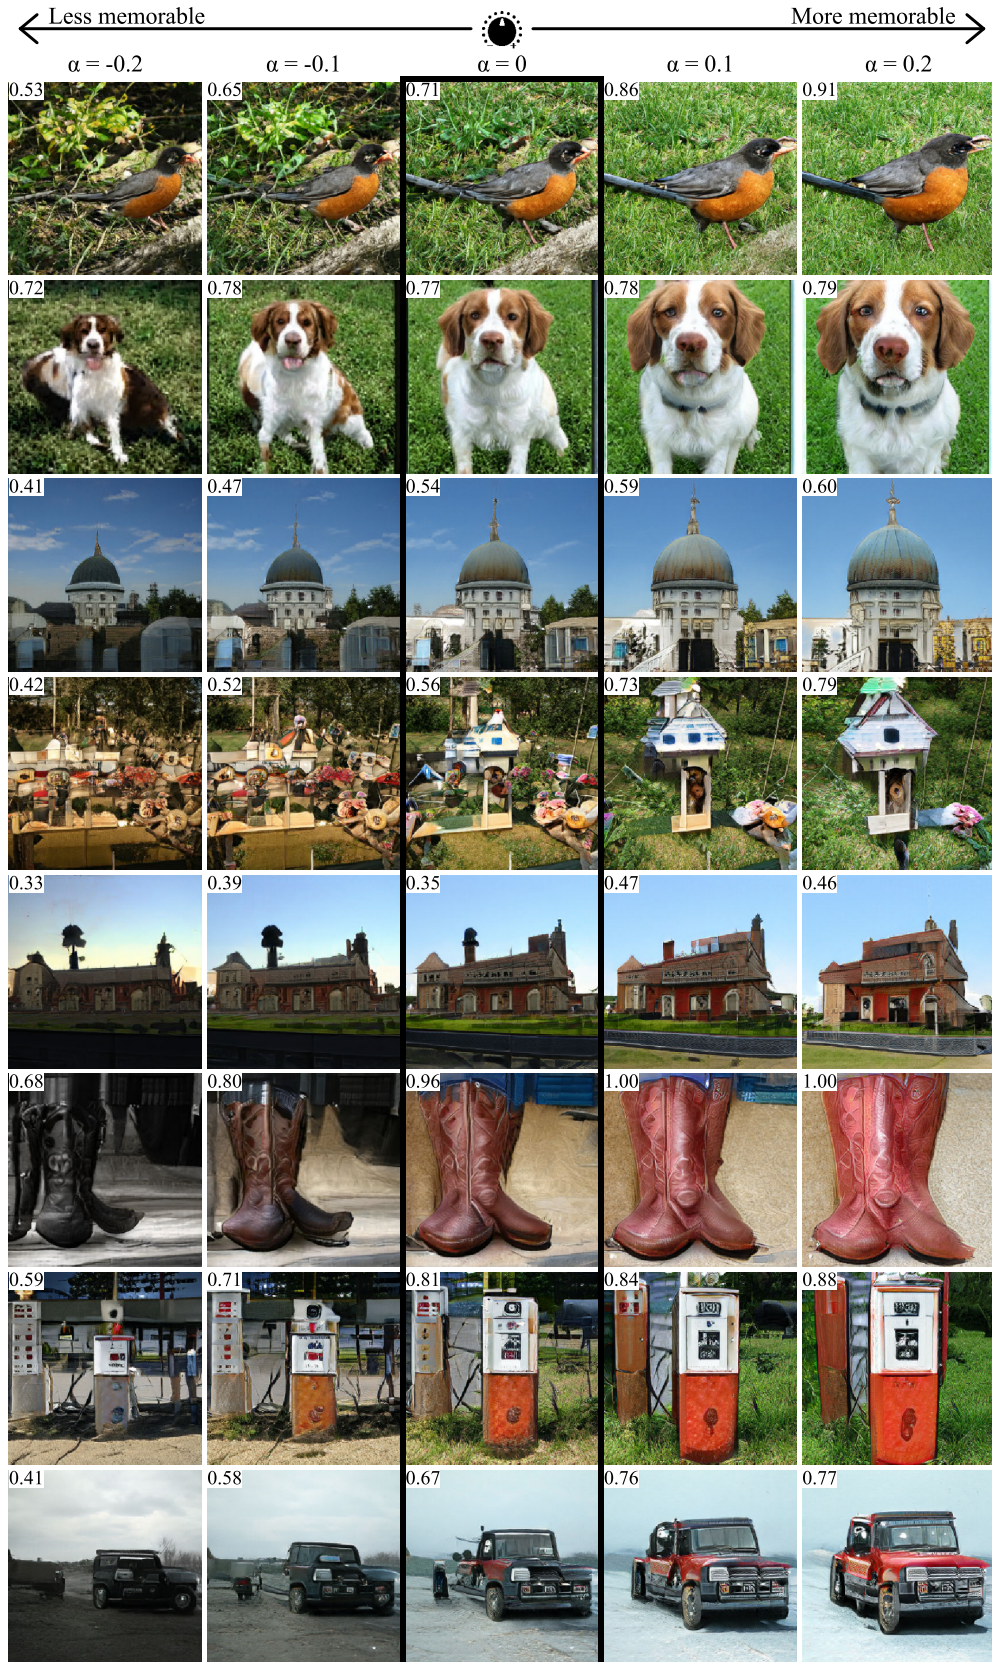 Less memorable More memorable
α = -0.2 α = -0.1 α = 0 α = 0.1 α = 0.2
0.53 0.65 0.71 0.86 0.91
0.72 0.78 0.77 0.78 0.79
0.41 0.47 0.54 0.59 0.60
0.42 0.52 0.56 0.73 0.79
0.33 0.39 0.35 0.47 0.46
0.68 0.80 0.96 1.00 1.00
0.59 0.71 0.81 0.84 0.88
0.41 0.58 0.67 0.76 0.77